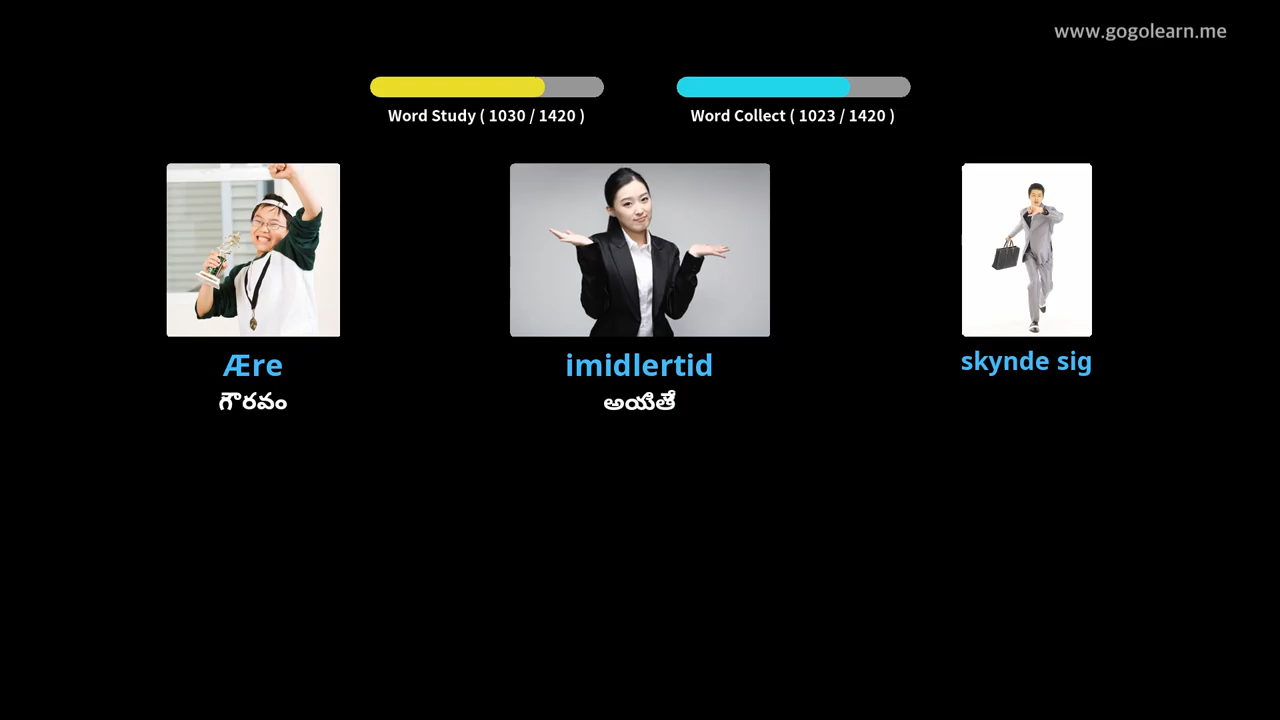 www.gogolearn.me
Word Study ( 1030 / 1420 )
Word Collect ( 1023 / 1420 )
Ære
గౌరవం
imidlertid
అయితే
skynde sig